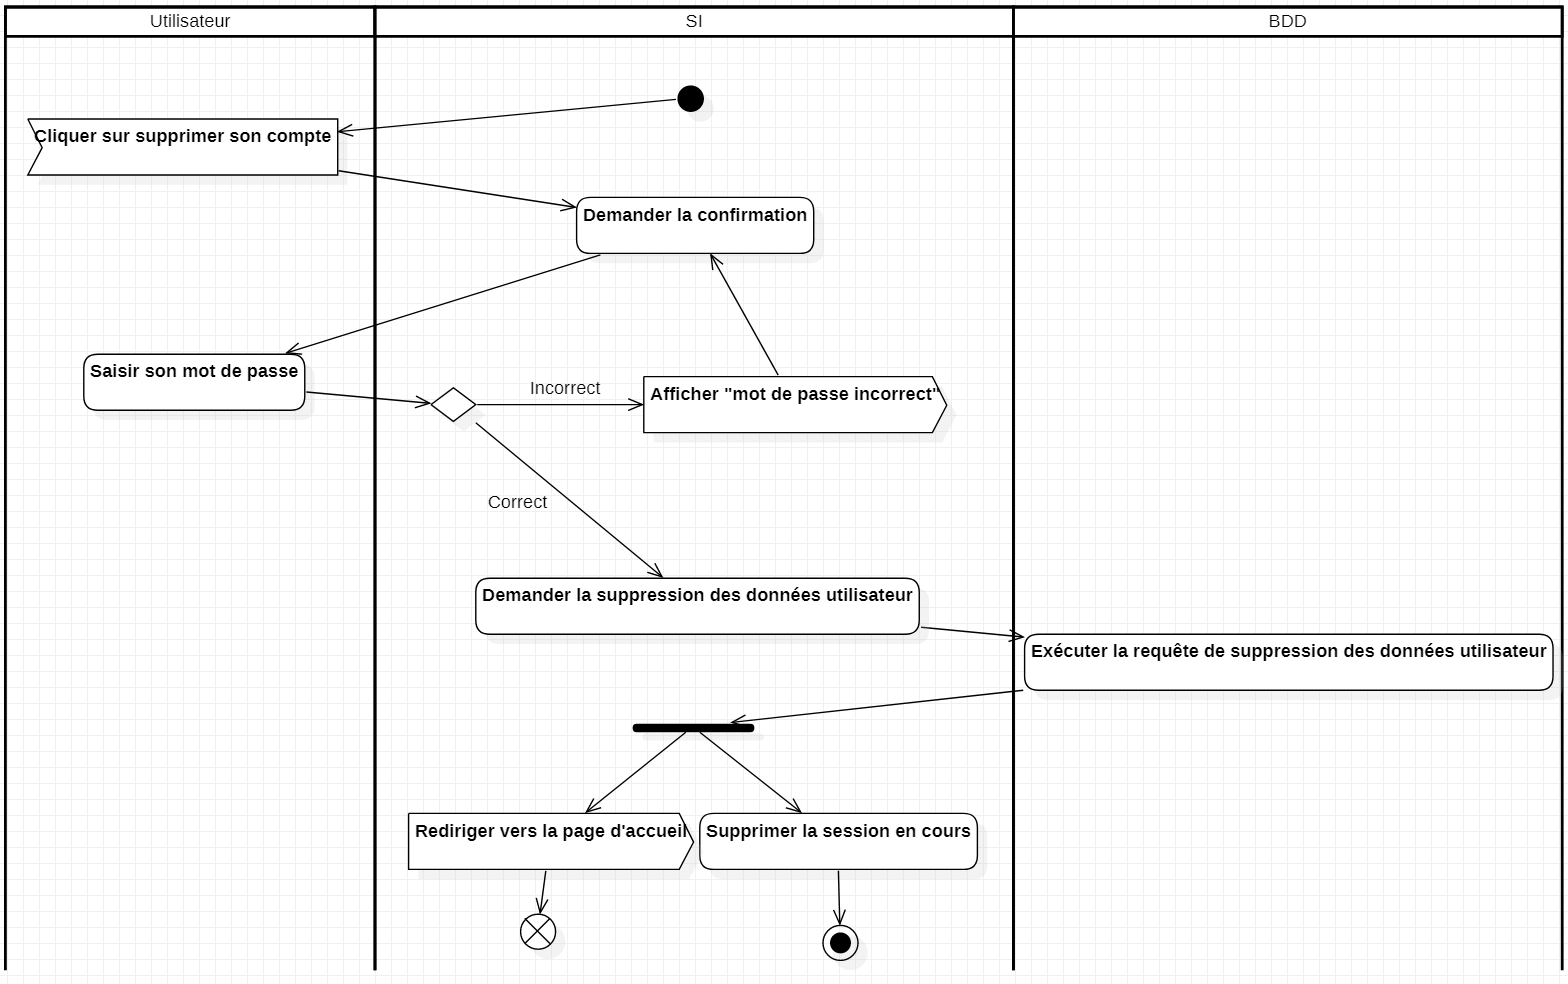 Utilisateur
SI
BDD
Cliquer sur supprimer son compte
Demander la confirmation
Saisir son mot de passe
Incorrect
Afficher "mot de passe incorrect"
Correct
Demander la suppression des données utilisateur
Exécuter la requête de suppression des données utilisateur
Rediriger vers la page d'accueil
Supprimer la session en cours